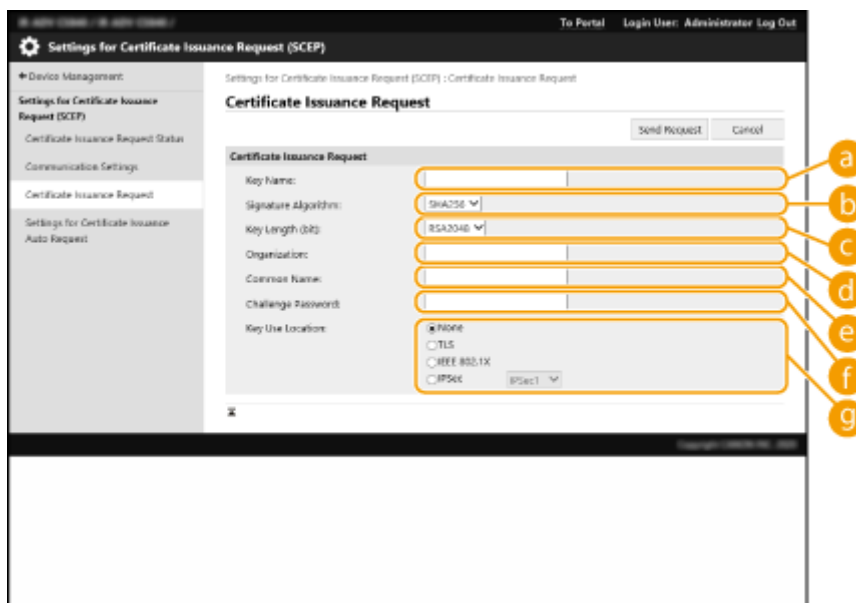 To Portal Login User: Administrator Log Out
Settings for Certificate Issuance Request (SCEP)
Device Management
Settings for Certificate Issuance Request (SCEP) : Certificate Issuance Request
Settings for Certificate Issuance
Request (SCEP)
Certificate Issuance Request
Send Request Cancel
Certificate Issuance Request Status
Communication Settings
Certificate Issuance Request
Settings for Certificate Issuance
Auto Request
Certificate Issuance Request
Key Name: a
Signature Algorithm: SHA256 b
Key Length (bit): RSA2048 c
Organization: d
Common Name: e
Challenge Password: f
Key Use Location: None g
TLS
IEEE 802.1X
IPSec IPSec1